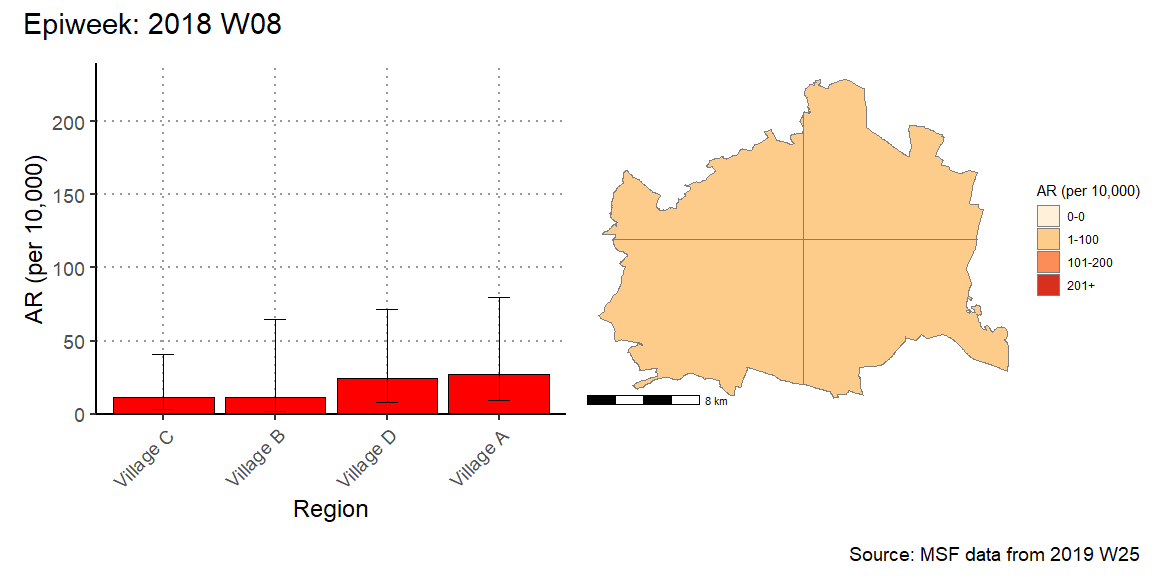 Epiweek: 2018 W08
AR (per 10,000)
200
150
100
50
0
Village C
Village B
Village D
Village A
Region
8 km
AR (per 10,000)
0-0
1-100
101-200
201+
Source: MSF data from 2019 W25